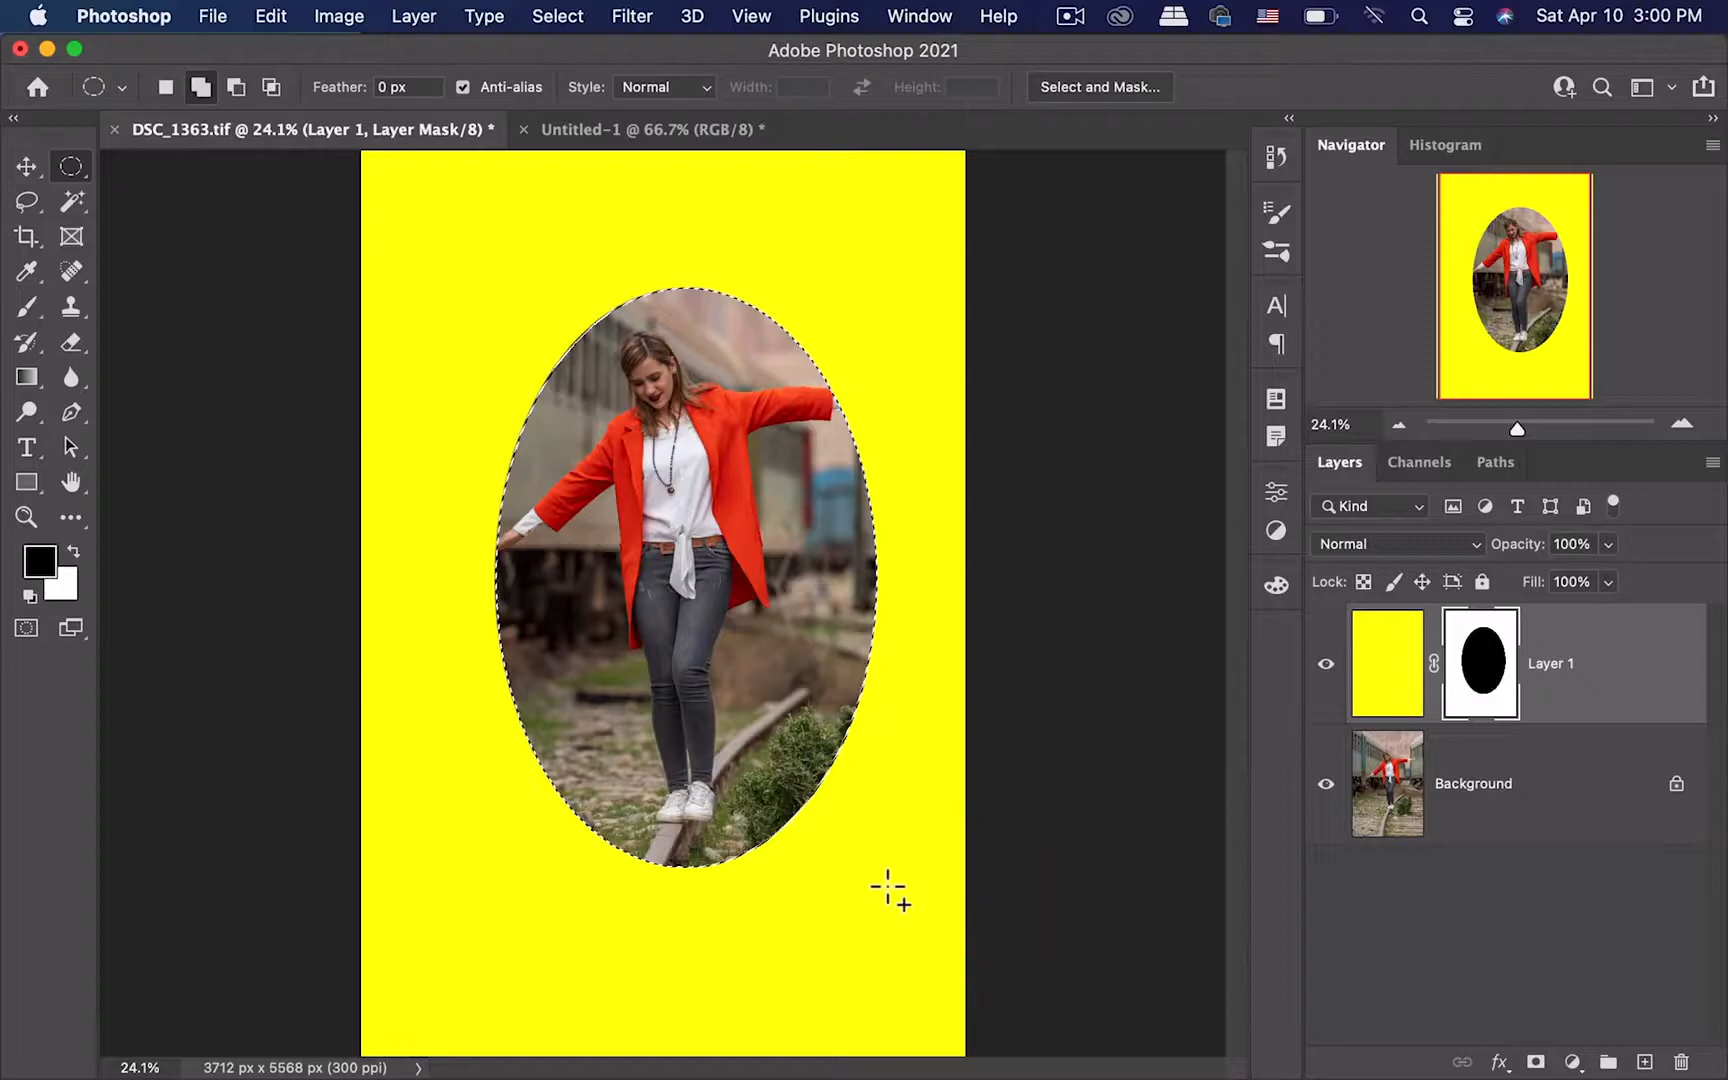 Photoshop File Edit Image Layer Type Select Filter 3D View Plugins Window Help Sat Apr 10 3:00 PM
Adobe Photoshop 2021
Feather: 0 px Anti-alias Style: Normal Width: Height: Select and Mask...
DSC_1363.tif @ 24.1% (Layer 1, Layer Mask/8) * Untitled-1 @ 66.7% (RGB/8) *
Navigator Histogram
24.1%
Layers Channels Paths
Kind
Normal Opacity: 100%
Lock: Fill: 100%
Layer 1
Background
24.1% 3712 px x 5568 px (300 ppi)